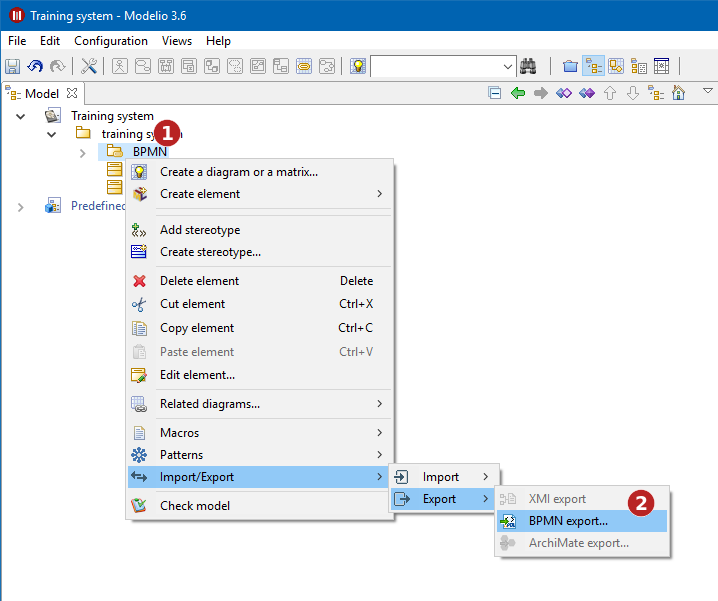 Training system - Modelio 3.6
File Edit Configuration Views Help
Model
Training system
training sy m
1
BPMN
Predefined
Create a diagram or a matrix...
Create element
Add stereotype
Create stereotype...
Delete element Delete
Cut element Ctrl+X
Copy element Ctrl+C
Paste element Ctrl+V
Edit element...
Related diagrams...
Macros
Patterns
Import/Export
Check model
Import
Export
XMI export
2
BPMN export...
ArchiMate export...